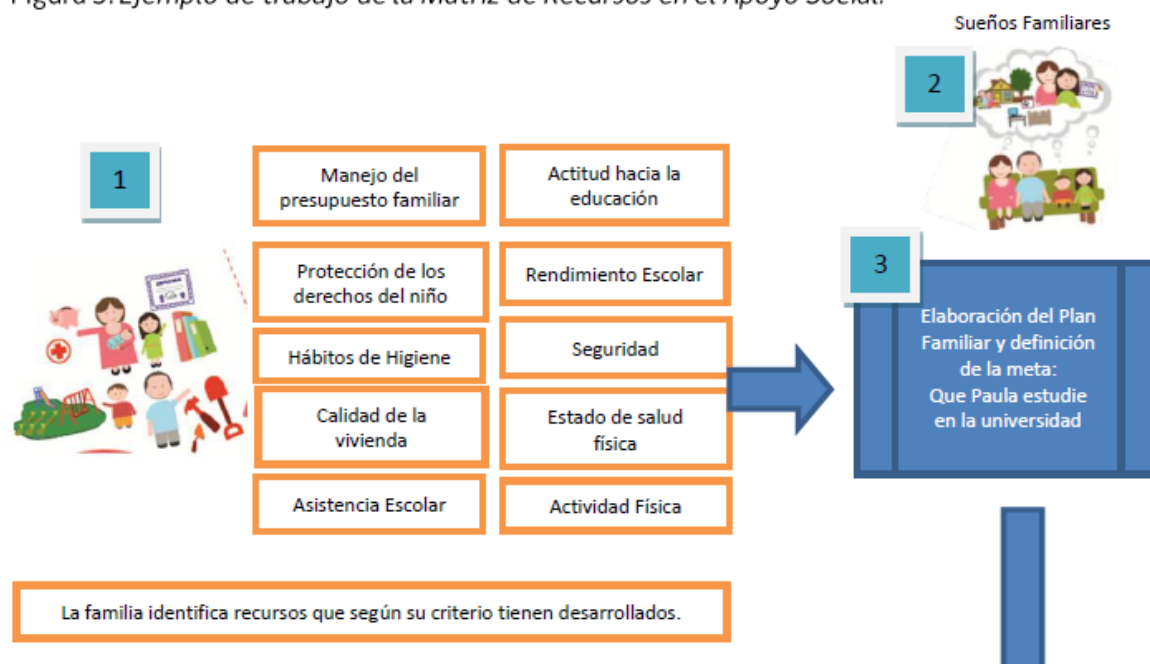 Sueños Familiares
2
1
Manejo del
presupuesto familiar
Actitud hacia la
educación
Protección de los
derechos del niño
Rendimiento Escolar
Hábitos de Higiene
Seguridad
Calidad de la
vivienda
Estado de salud
física
Asistencia Escolar
Actividad Física
3
Elaboración del Plan
Familiar y definición
de la meta:
Que Paula estudie
en la universidad
La familia identifica recursos que según su criterio tienen desarrollados.